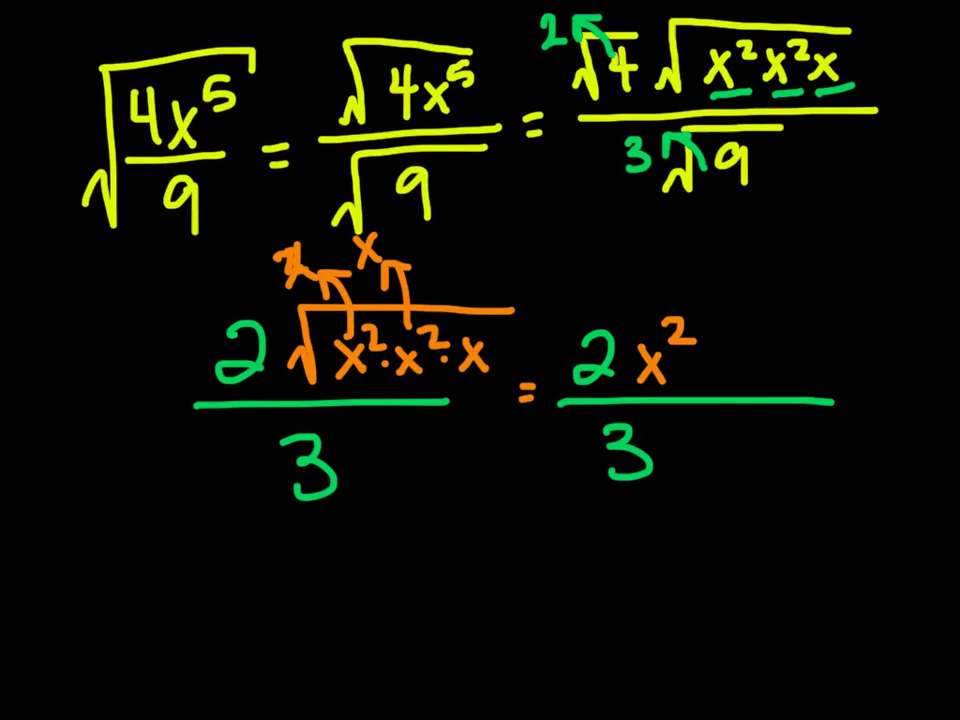 √(4x⁵/9) = √(4x⁵)/√9 = 2 √4 √(x²x²x) / 3 √9
x x
2√(x²·x²·x)/3 = 2x²/3